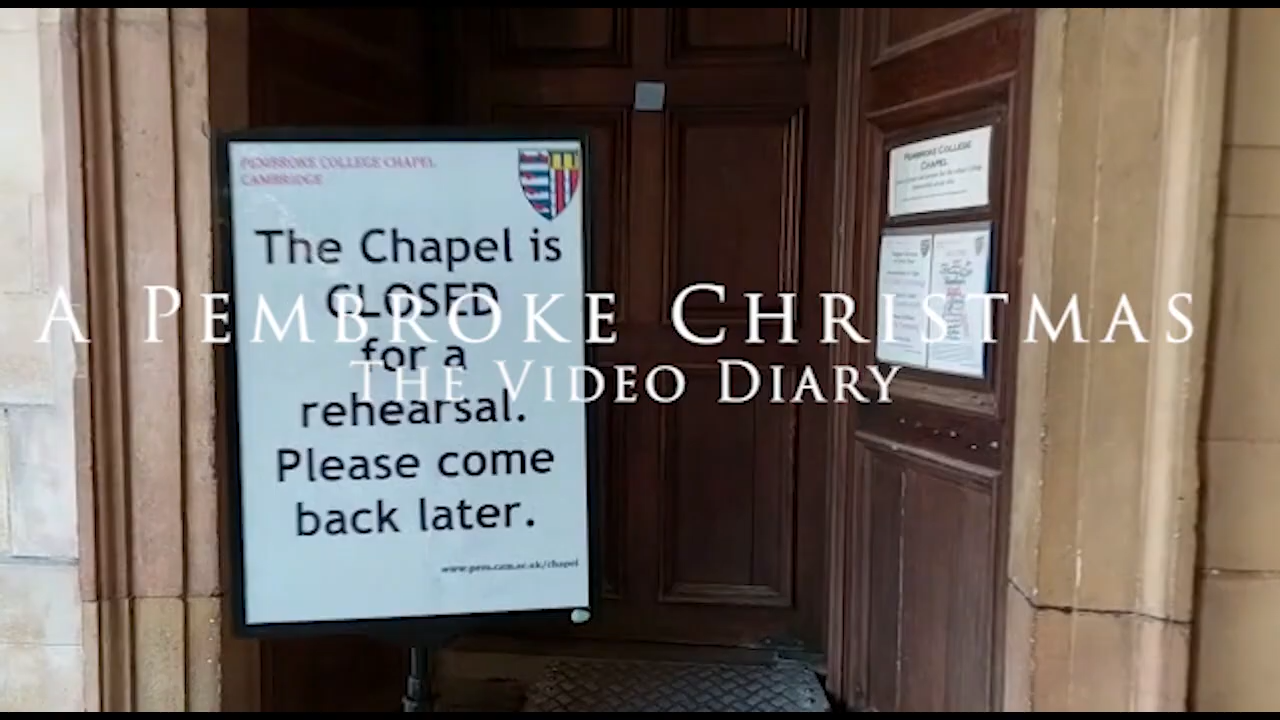 PEMBROKE COLLEGE CHAPEL
CAMBRIDGE
The Chapel is
CLOSED
for a
rehearsal.
Please come
back later.
www.pem.cam.ac.uk/chapel
A PEMBROKE CHRISTMAS
THE VIDEO DIARY
PEMBROKE COLLEGE
CHAPEL